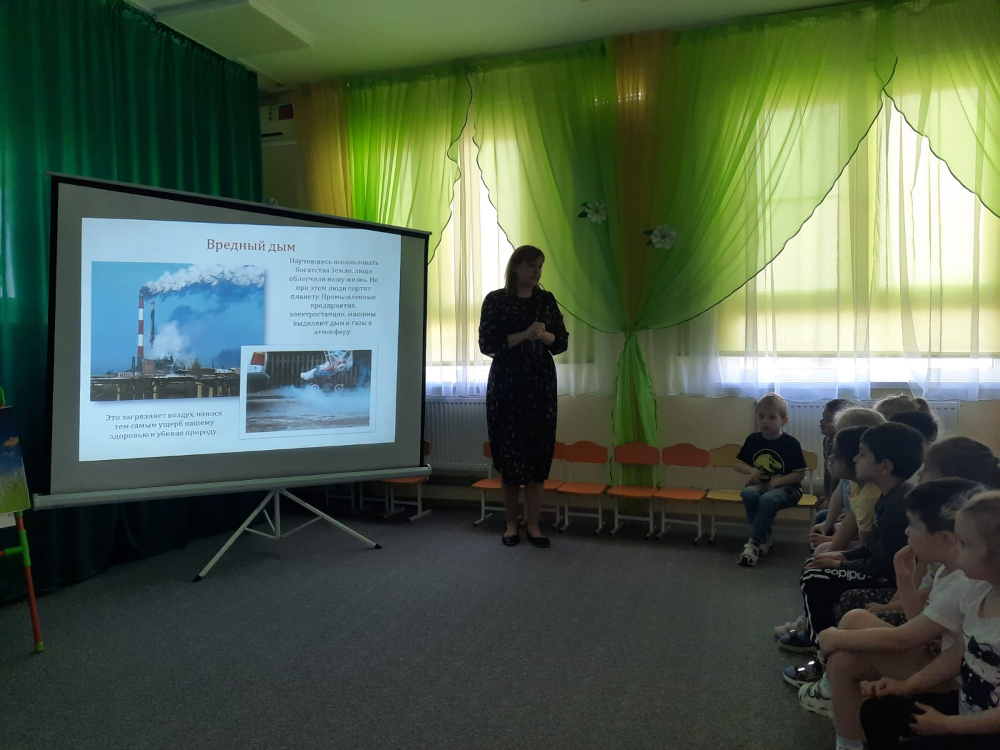 Вредный дым
Научившись использовать
богатства Земли, люди
облегчили нашу жизнь. Но
при этом люди портят
планету. Промышленные
предприятия,
электростанции, машины
выделяют дым и газы в
атмосферу.
Это загрязняет воздух, нанося
тем самым ущерб нашему
здоровью и убивая природу.
adidas